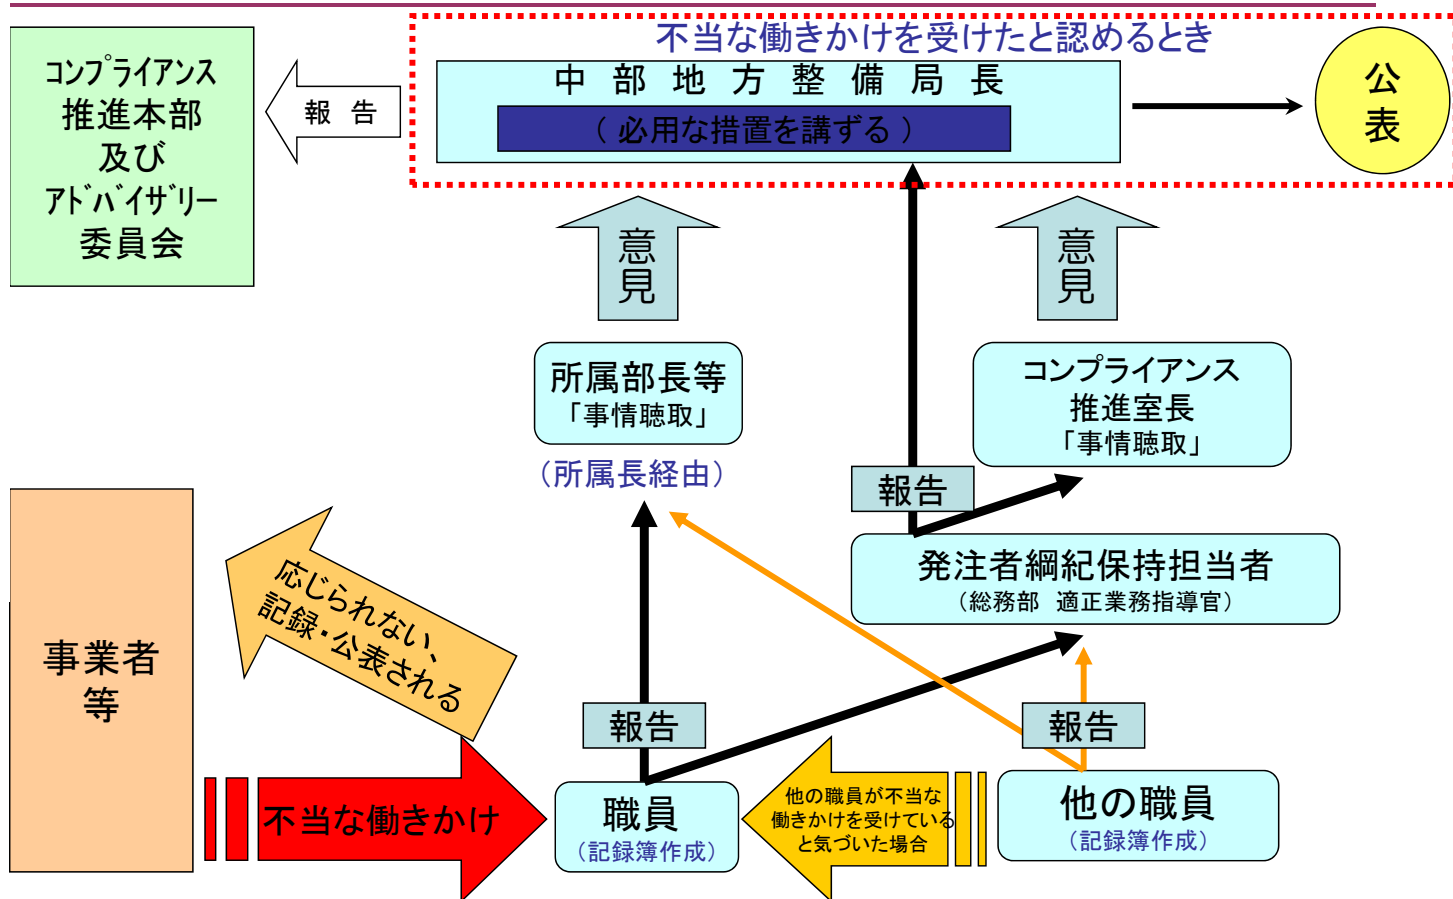 不当な働きかけを受けたと認めるとき
コンプライアンス
推進本部
及び
アドバイザリー
委員会
報 告
中 部 地 方 整 備 局 長
（ 必用な措置を講ずる ）
公
表
意
見
意
見
所属部長等
「事情聴取」
（所属長経由）
コンプライアンス
推進室長
「事情聴取」
報告
発注者綱紀保持担当者
（総務部 適正業務指導官）
事業者
等
応じられない、
記録・公表される
報告
報告
不当な働きかけ
職員
（記録簿作成）
他の職員が不当な
働きかけを受けている
と気づいた場合
他の職員
（記録簿作成）